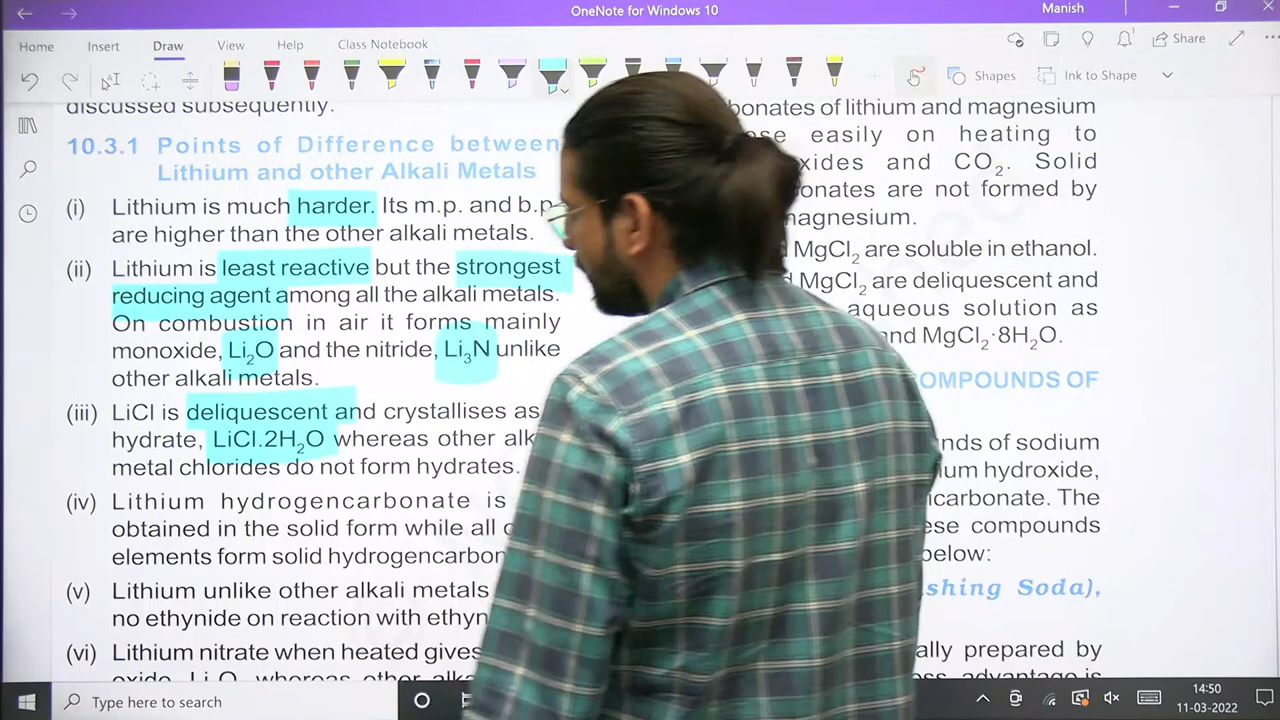 OneNote for Windows 10
Manish
Home Insert Draw View Help Class Notebook
Share
Shapes
Ink to Shape
discussed subsequently.
10.3.1 Points of Difference between
Lithium and other Alkali Metals
(i) Lithium is much harder. Its m.p. and b.p
are higher than the other alkali metals.
(ii) Lithium is least reactive but the strongest
reducing agent among all the alkali metals.
On combustion in air it forms mainly
monoxide, Li₂O and the nitride, Li₃N unlike
other alkali metals.
(iii) LiCl is deliquescent and crystallises as
hydrate, LiCl.2H₂O whereas other alk
metal chlorides do not form hydrates.
(iv) Lithium hydrogencarbonate is
obtained in the solid form while all
elements form solid hydrogencarbon
(v) Lithium unlike other alkali metals
no ethynide on reaction with ethyn
(vi) Lithium nitrate when heated gives
oxide, Li₂O, whereas other alka
bonates of lithium and magnesium
ose easily on heating to
xides and CO₂. Solid
onates are not formed by
magnesium.
MgCl₂ are soluble in ethanol.
MgCl₂ are deliquescent and
aqueous solution as
nd MgCl₂·8H₂O.
OMPOUNDS OF
nds of sodium
ium hydroxide,
icarbonate. The
ese compounds
below:
shing Soda),
ally prepared by
advantage is
Type here to search
14:50
11-03-2022